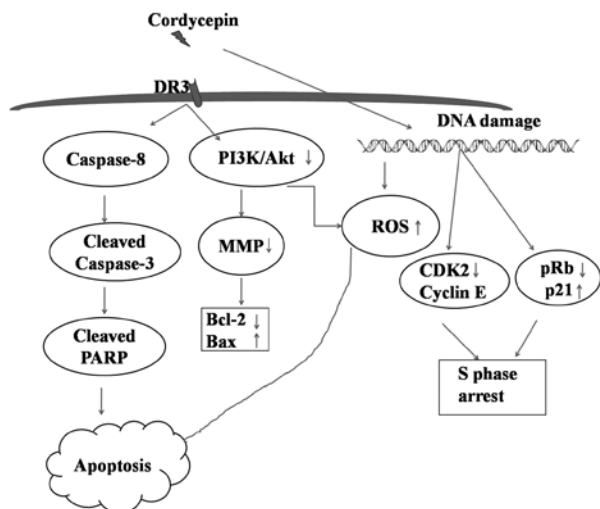 Cordycepin
DR3
DNA damage
Caspase-8
PI3K/Akt ↓
ROS ↑
Cleaved
Caspase-3
MMP↓
CDK2↓
Cyclin E
pRb ↓
p21↑
Bcl-2 ↓
Bax ↑
Cleaved
PARP
S phase
arrest
Apoptosis